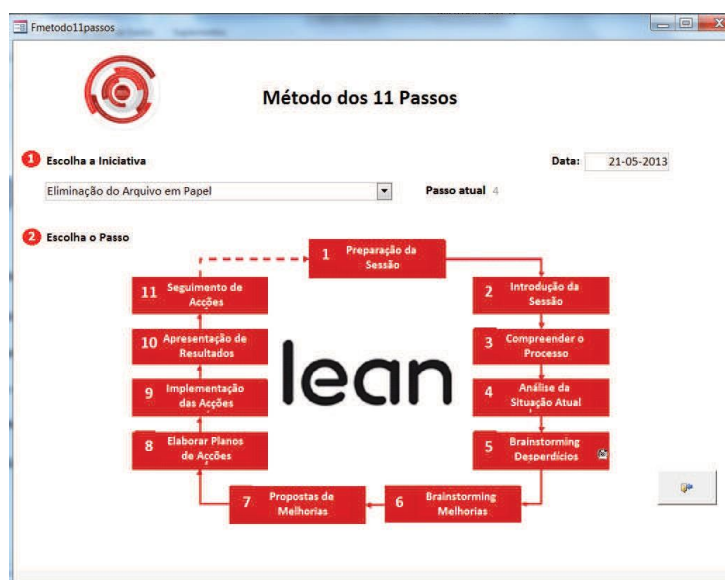 Fmetodo11passos
Método dos 11 Passos
1 Escolha a Iniciativa
Data: 21-05-2013
Eliminação do Arquivo em Papel
Passo atual 4
2 Escolha o Passo
1 Preparação da
Sessão
2 Introdução da
Sessão
3 Compreender o
Processo
4 Análise da
Situação Atual
5 Brainstorming
Desperdícios
6 Brainstorming
Melhorias
7 Propostas de
Melhorias
8 Elaborar Planos
de Acções
9 Implementação
das Acções
10 Apresentação de
Resultados
11 Seguimento de
Acções
lean